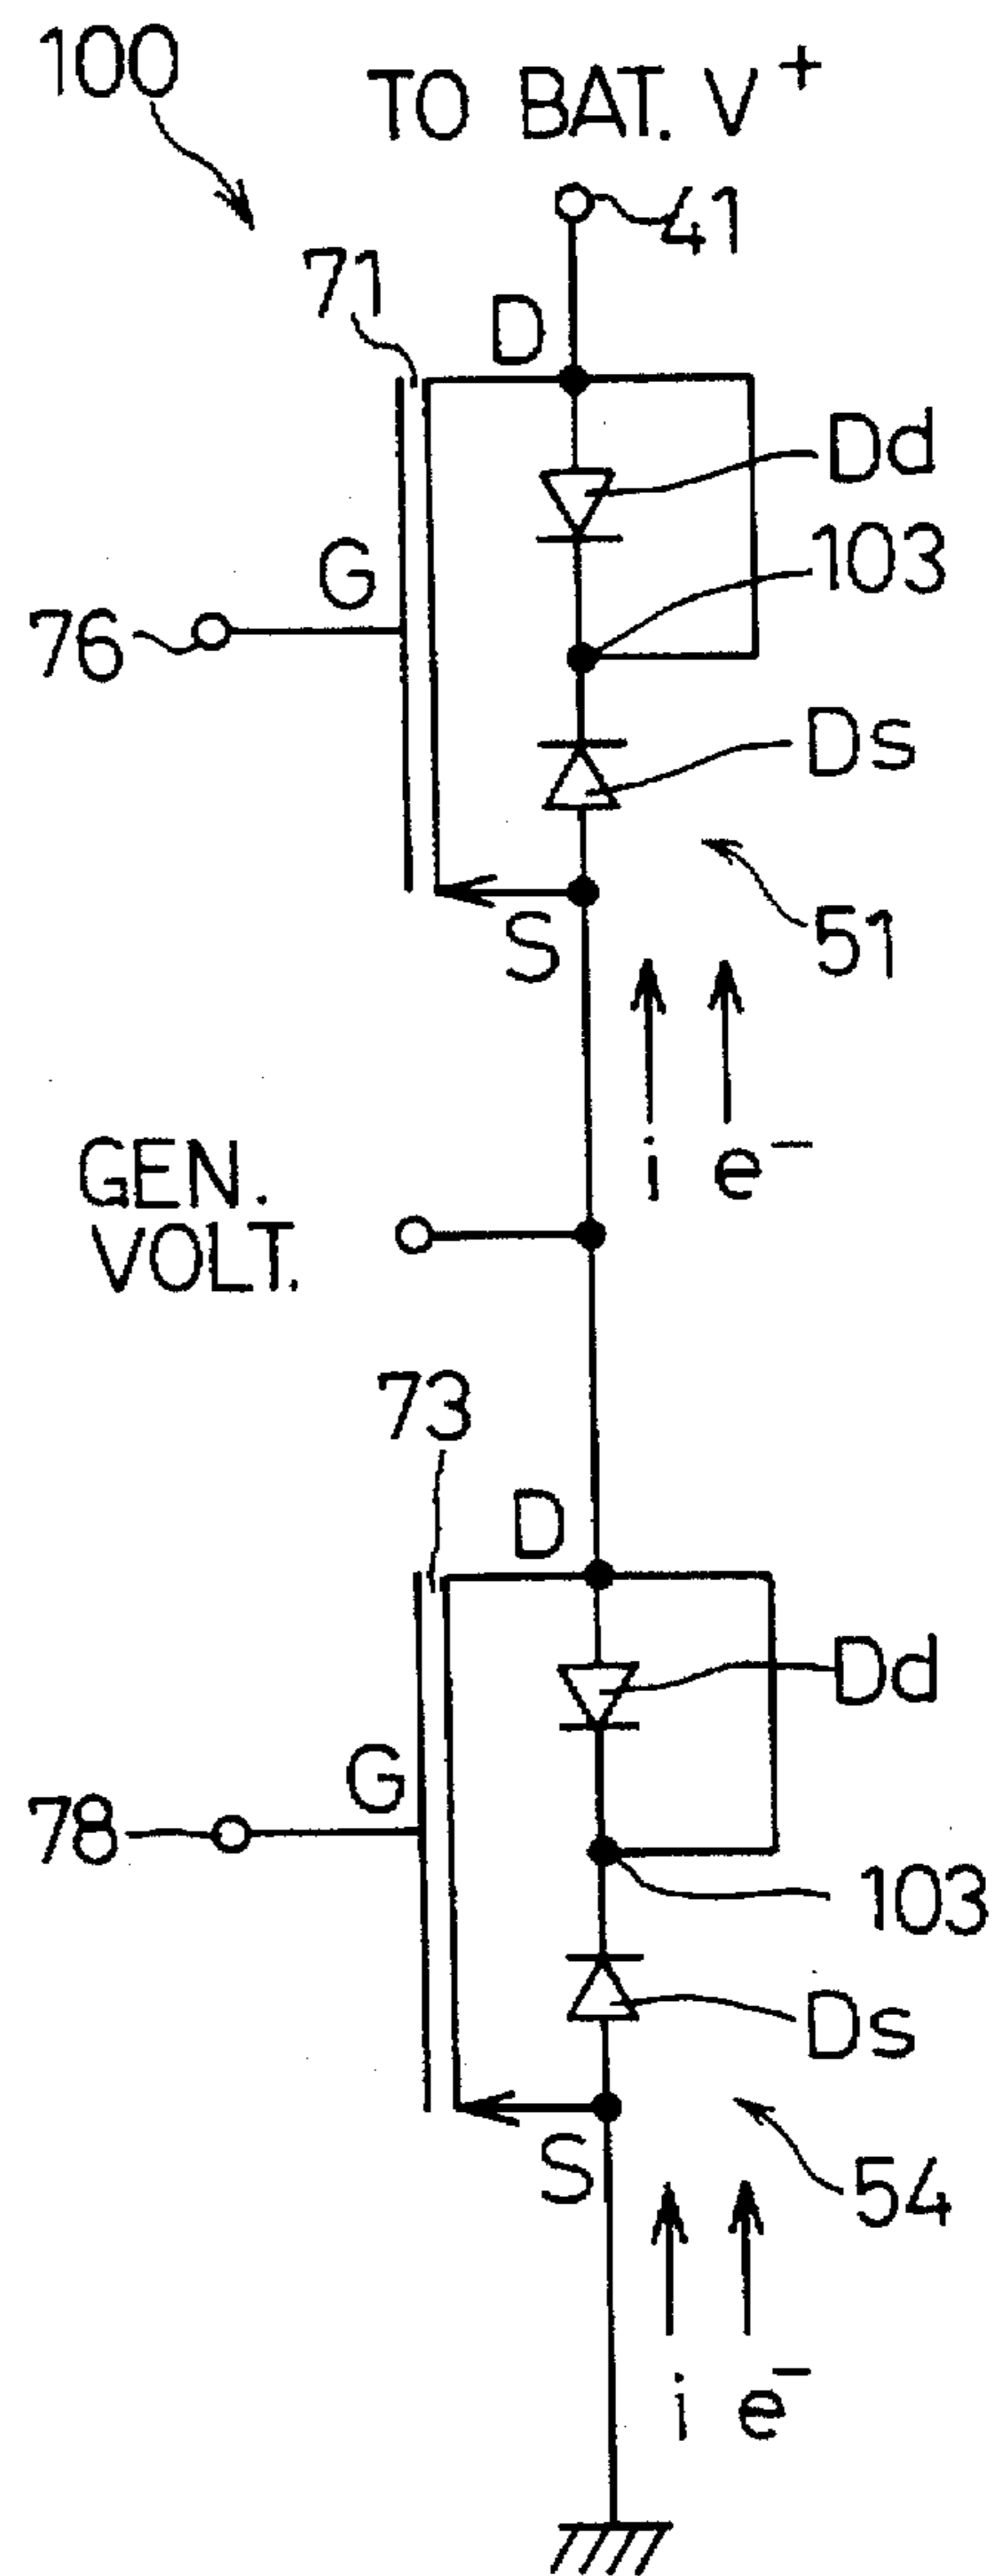 100
TO BAT. V+
41
71
D
Dd
G
103
76
Ds
51
S
i e-
GEN.
VOLT.
73
D
Dd
G
78
103
Ds
S
54
i e-